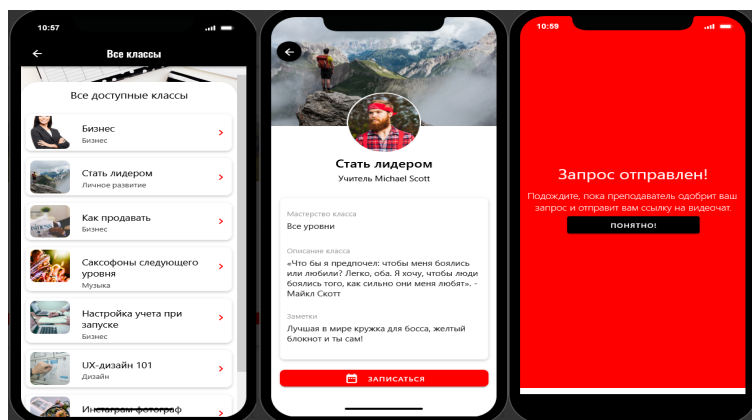 10:57
Все классы
Все доступные классы
Бизнес
Бизнес
Стать лидером
Личное развитие
Как продавать
Бизнес
Саксофоны следующего
уровня
Музыка
Настройка учета при
запуске
Бизнес
UX-дизайн 101
Дизайн
Инстаграм фотограф
Стать лидером
Учитель Michael Scott
Мастерство класса
Все уровни
Описание класса
«Что бы я предпочел: чтобы меня боялись
или любили? Легко, оба. Я хочу, чтобы люди
боялись того, как сильно они меня любят». -
Майкл Скотт
Заметки
Лучшая в мире кружка для босса, желтый
блокнот и ты сам!
ЗАПИСАТЬСЯ
10:59
Запрос отправлен!
Подождите, пока преподаватель одобрит ваш
запрос и отправит вам ссылку на видеочат.
ПОНЯТНО!